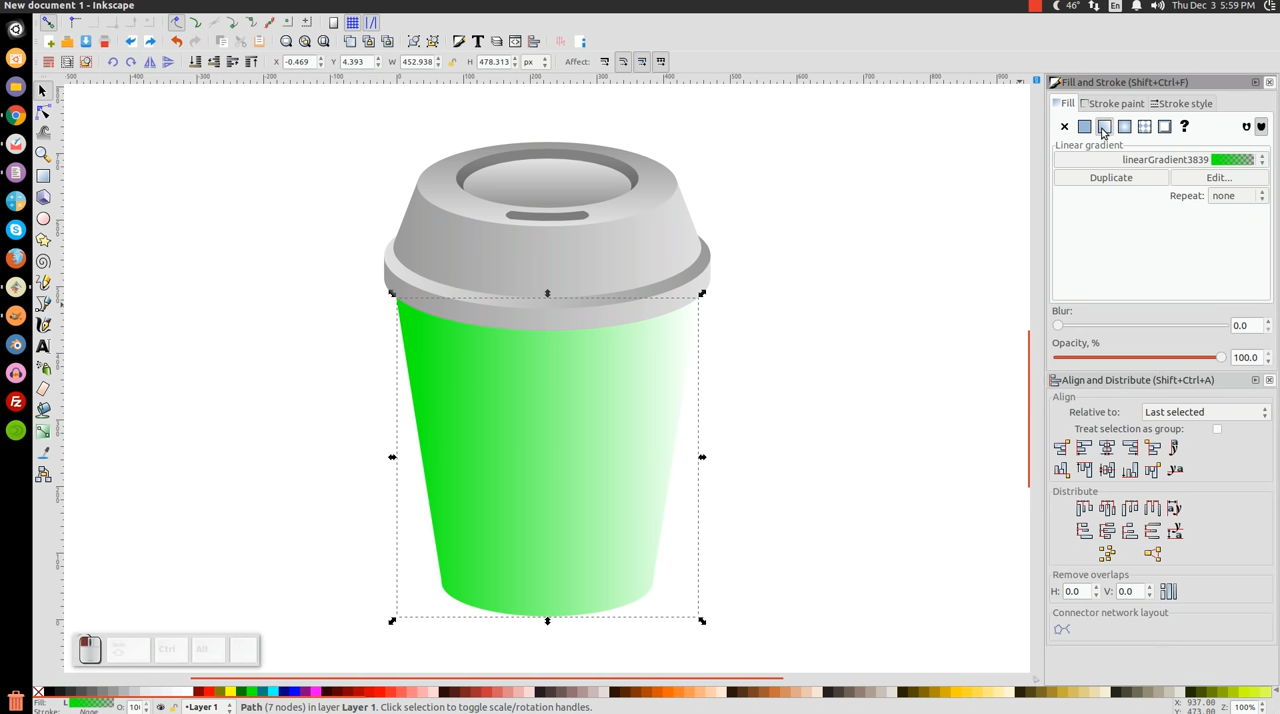 New document 1 - Inkscape
46° En Thu Dec 3 5:59 PM
X -0.469 Y 4.393 W 452.938 H 478.313 px Affect:
Fill and Stroke (Shift+Ctrl+F)
Fill Stroke paint Stroke style
Linear gradient
linearGradient3839
Duplicate Edit...
Repeat: none
Blur:
0.0
Opacity, %
100.0
Align and Distribute (Shift+Ctrl+A)
Align
Relative to: Last selected
Treat selection as group:
Distribute
Remove overlaps
H: 0.0 V: 0.0
Connector network layout
Ctrl Alt
Fill: L O: Layer 1 Path (7 nodes) in layer Layer 1. Click selection to toggle scale/rotation handles. X: 937.00 Z: 100%
Stroke: None Y: 473.00